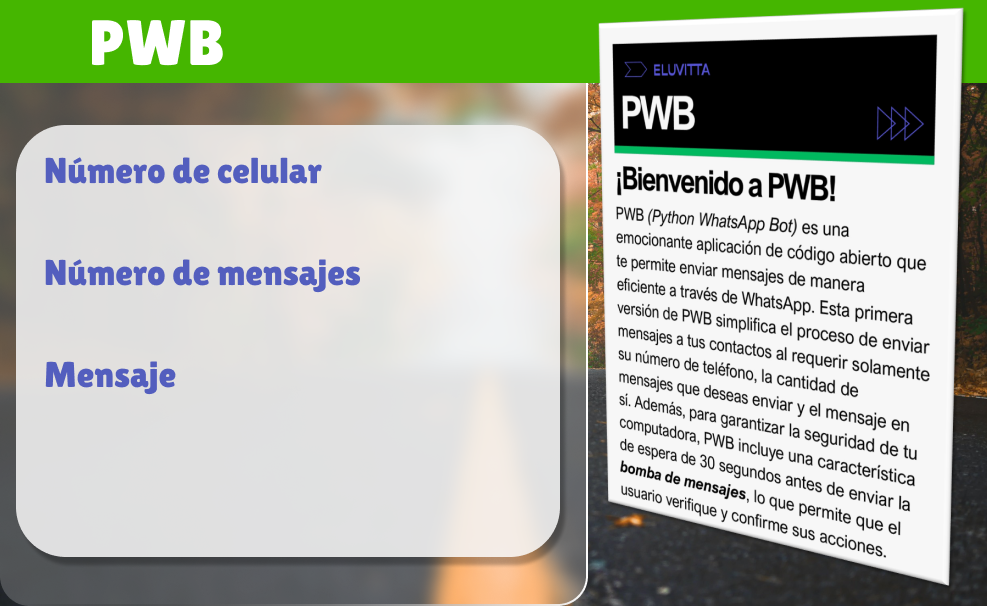 PWB
Número de celular
Número de mensajes
Mensaje
ELUVITTA
PWB
¡Bienvenido a PWB!
PWB (Python WhatsApp Bot) es una
emocionante aplicación de código abierto que
te permite enviar mensajes de manera
eficiente a través de WhatsApp. Esta primera
versión de PWB simplifica el proceso de enviar
mensajes a tus contactos al requerir solamente
su número de teléfono, la cantidad de
mensajes que deseas enviar y el mensaje en
sí. Además, para garantizar la seguridad de tu
computadora, PWB incluye una característica
de espera de 30 segundos antes de enviar la
bomba de mensajes, lo que permite que el
usuario verifique y confirme sus acciones.